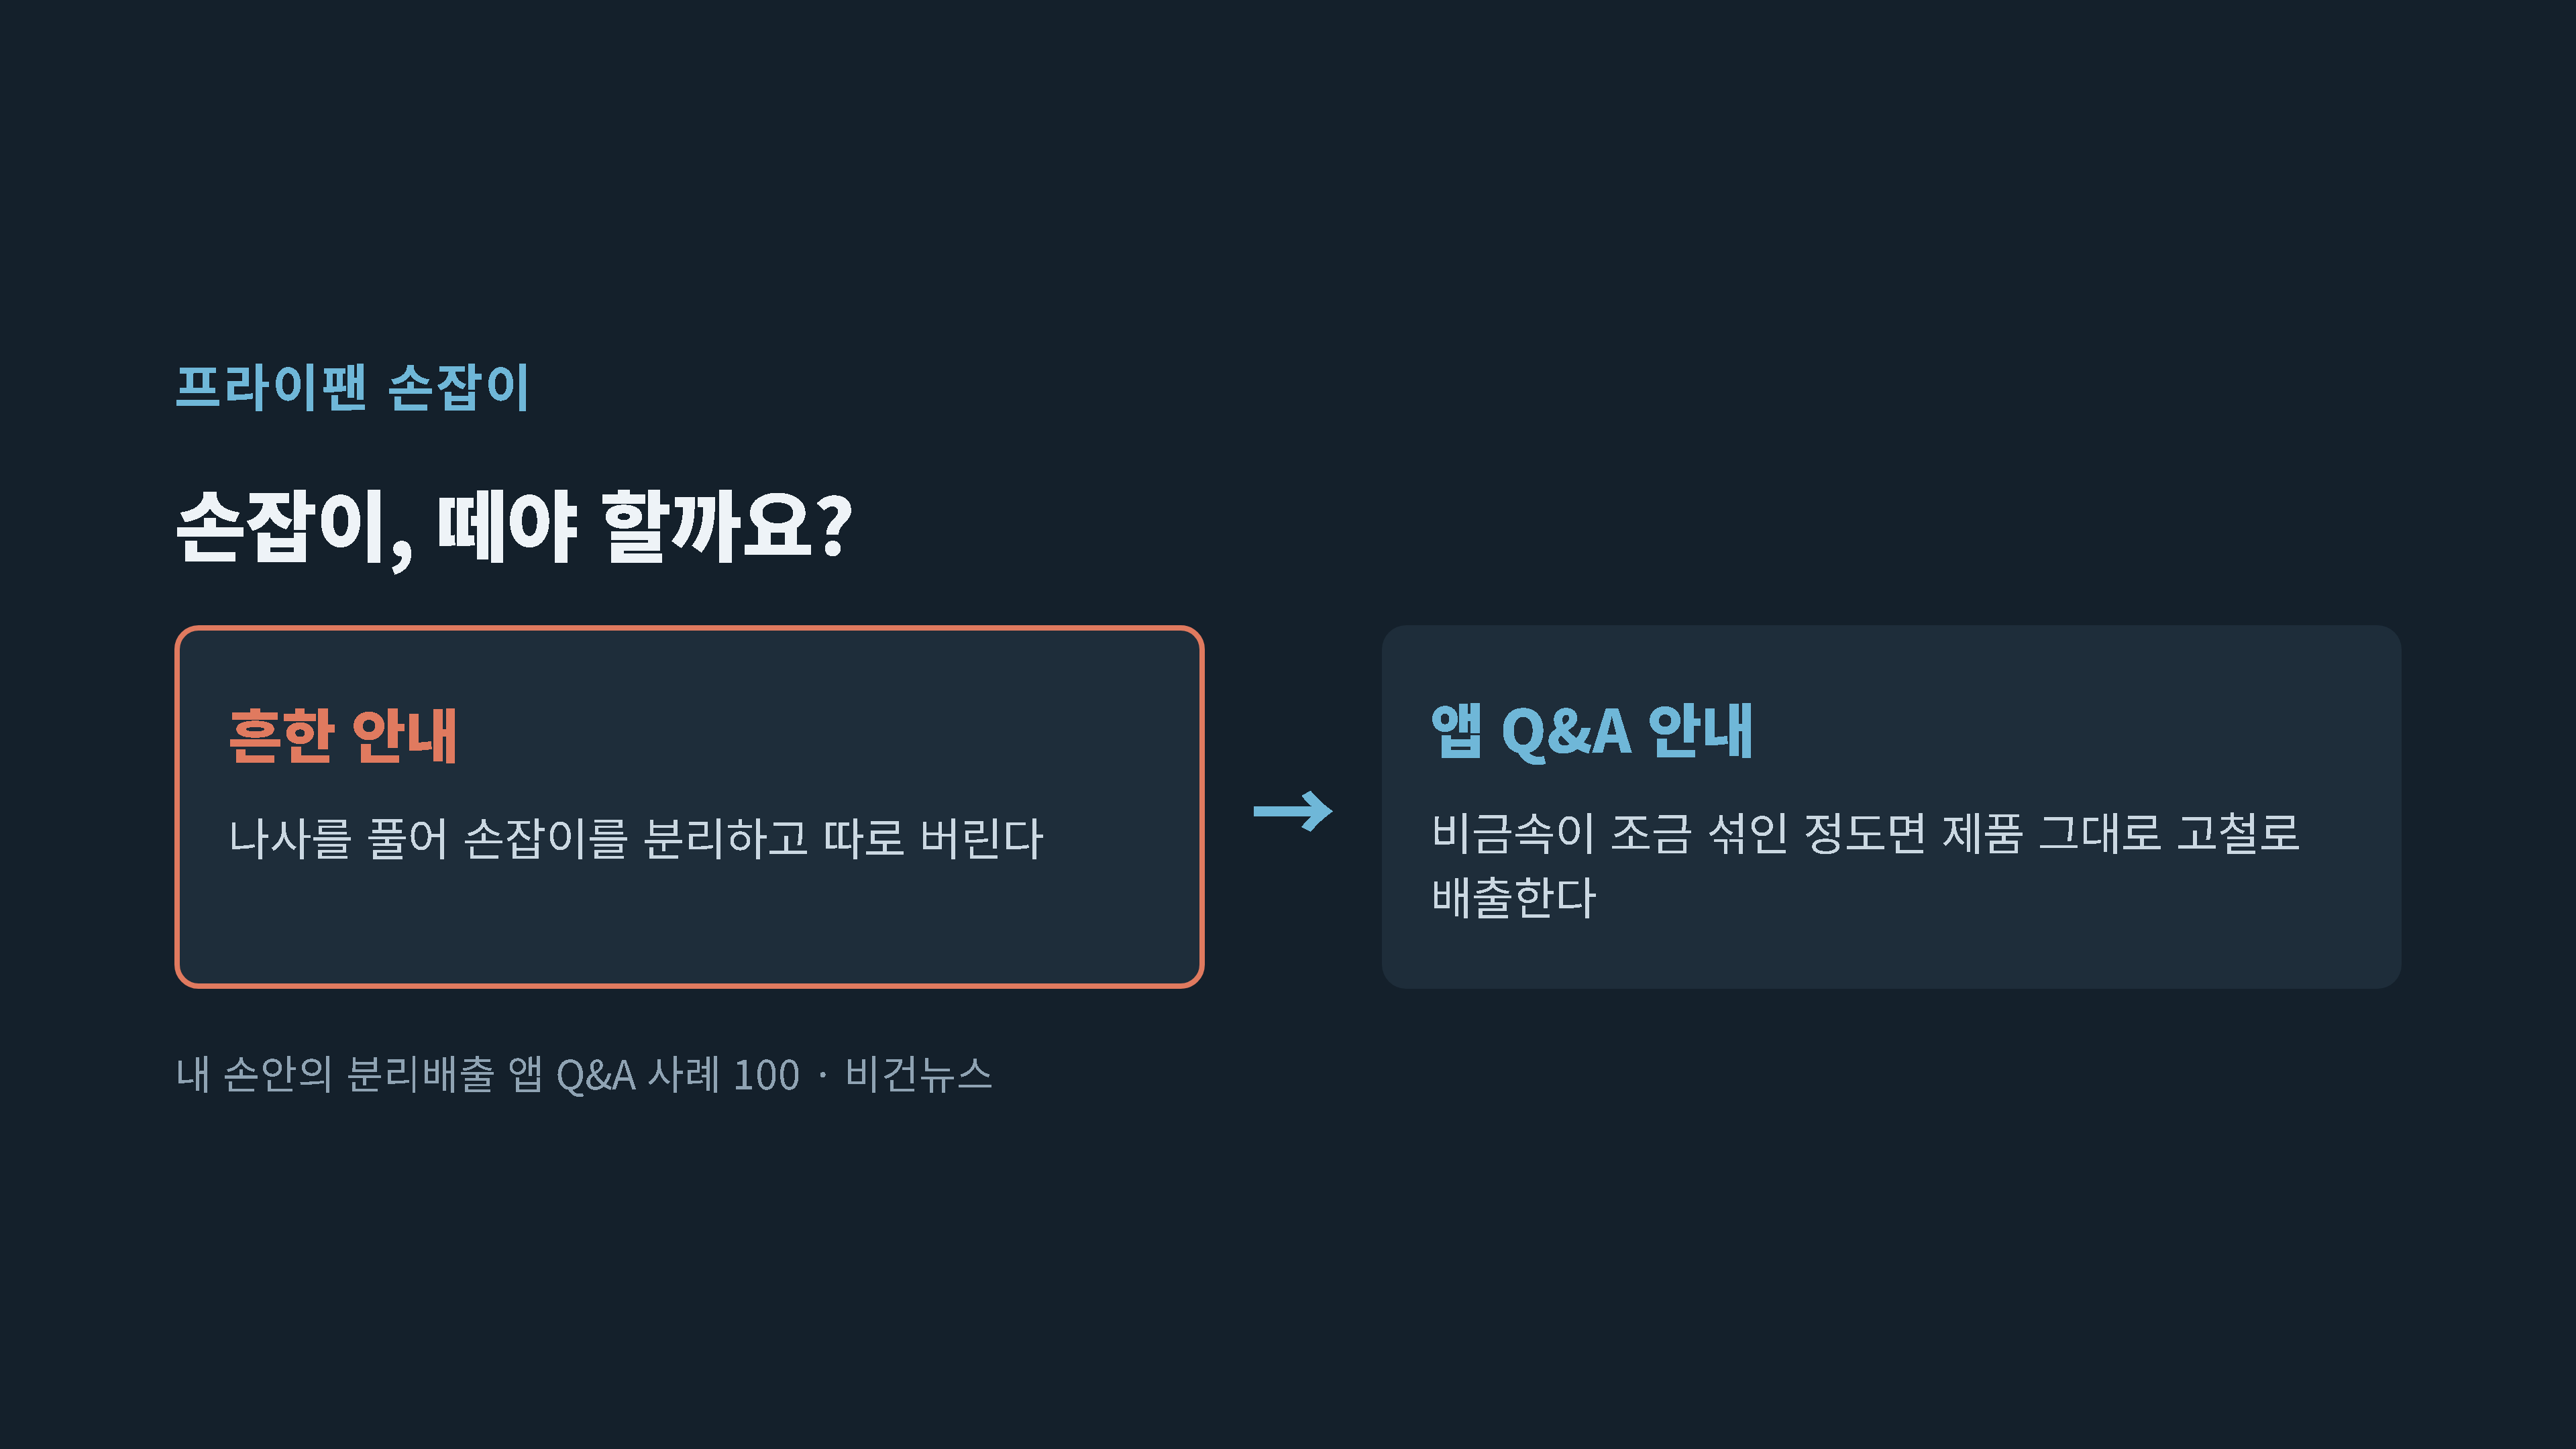 프라이팬 손잡이
손잡이, 떼야 할까요?
흔한 안내
나사를 풀어 손잡이를 분리하고 따로 버린다
→
앱 Q&A 안내
비금속이 조금 섞인 정도면 제품 그대로 고철로
배출한다
내 손안의 분리배출 앱 Q&A 사례 100 · 비건뉴스